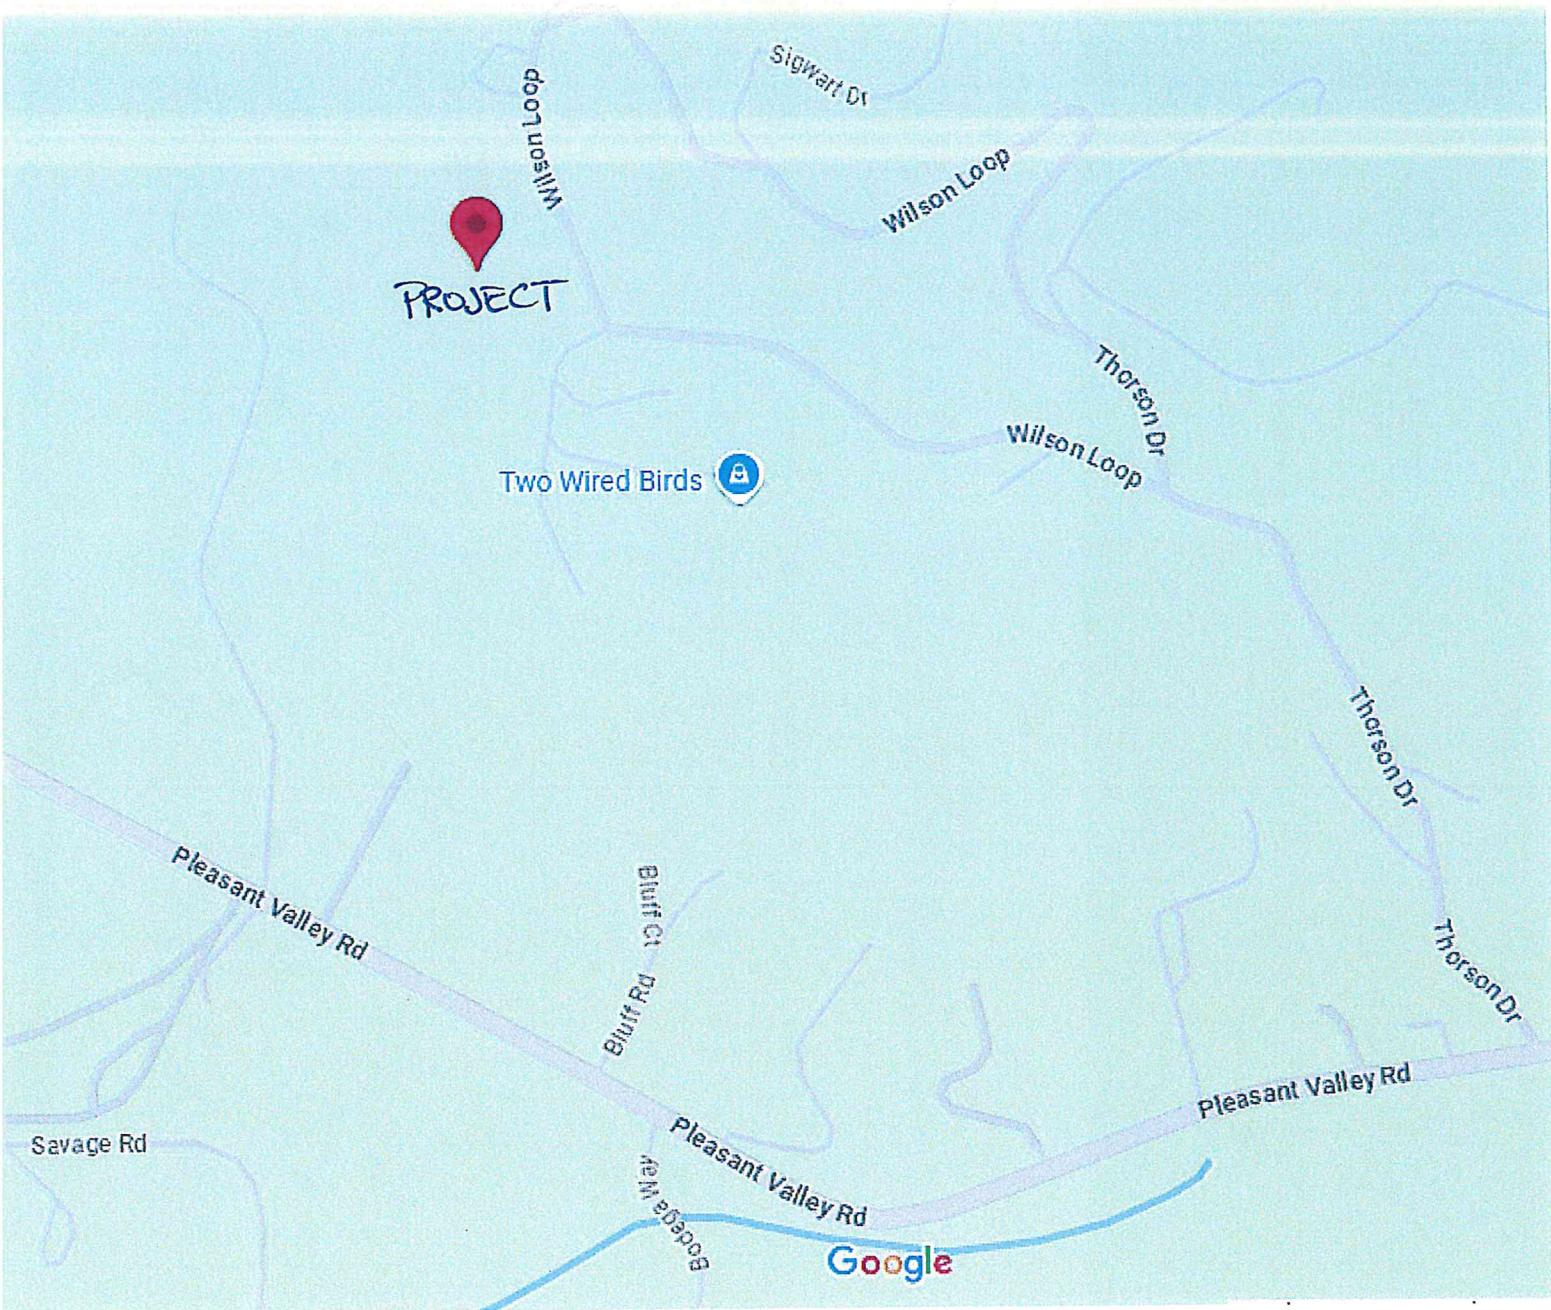 Sigwart Dr
Wilson Loop
Wilson Loop
PROJECT
Thorson Dr
Wilson Loop
Two Wired Birds
Thorson Dr
Pleasant Valley Rd
Bluff Ct
Bluff Rd
Thorson Dr
Pleasant Valley Rd
Savage Rd
Pleasant Valley Rd
Bodega Way
Google